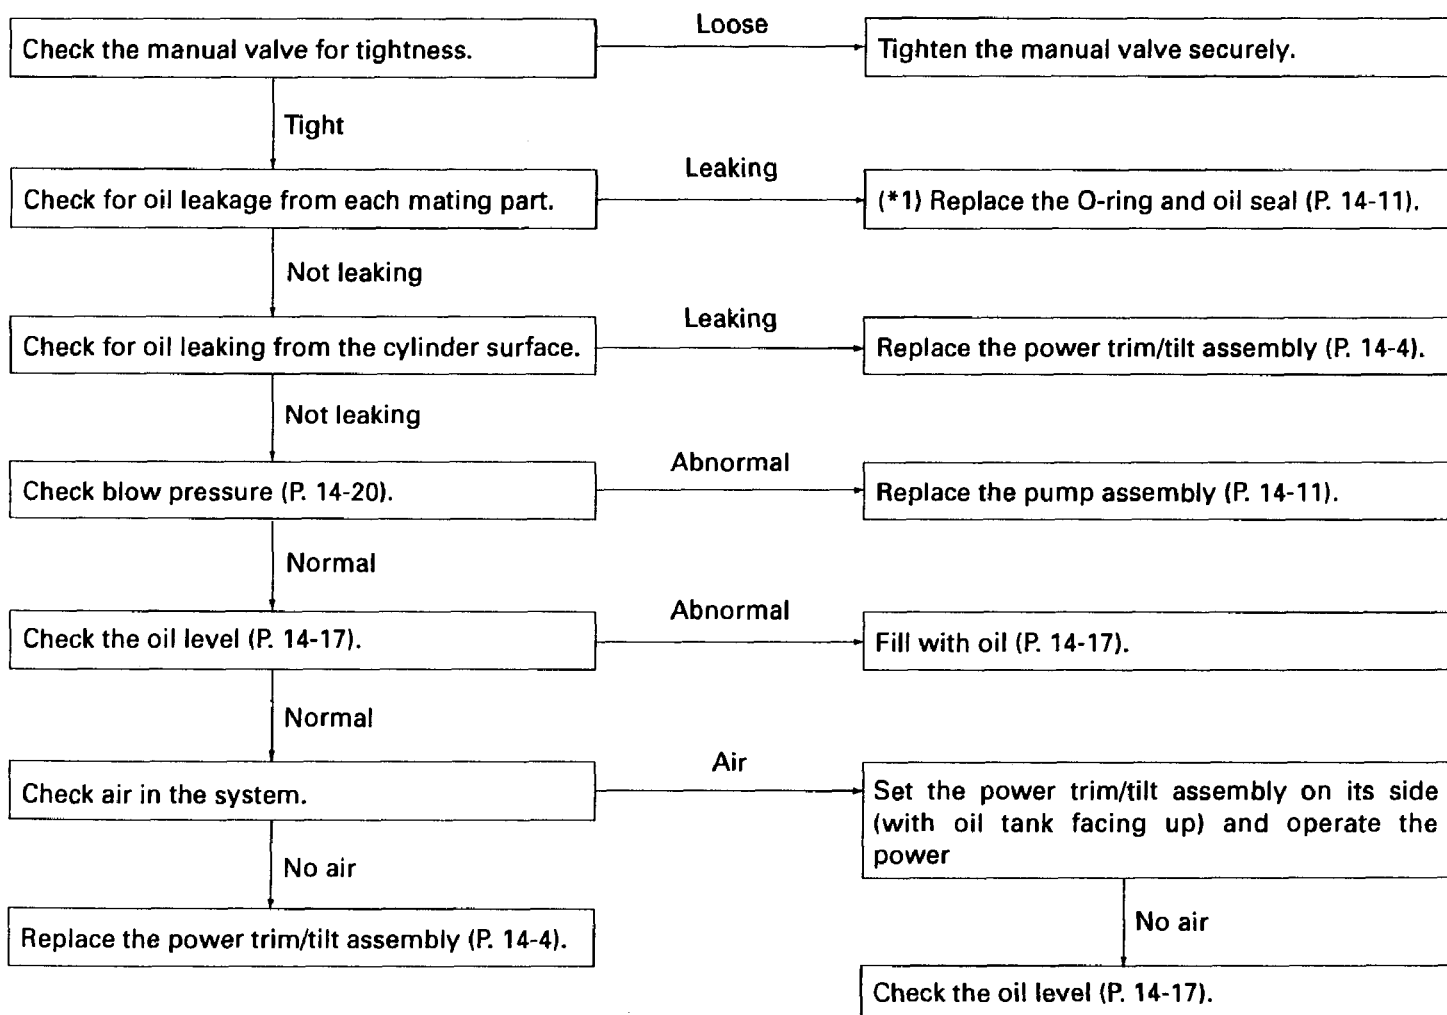 Check the manual valve for tightness.
Loose
Tighten the manual valve securely.
Tight
Check for oil leakage from each mating part.
Leaking
(*1) Replace the O-ring and oil seal (P. 14-11).
Not leaking
Check for oil leaking from the cylinder surface.
Leaking
Replace the power trim/tilt assembly (P. 14-4).
Not leaking
Check blow pressure (P. 14-20).
Abnormal
Replace the pump assembly (P. 14-11).
Normal
Check the oil level (P. 14-17).
Abnormal
Fill with oil (P. 14-17).
Normal
Check air in the system.
Air
Set the power trim/tilt assembly on its side
(with oil tank facing up) and operate the
power
No air
Replace the power trim/tilt assembly (P. 14-4).
No air
Check the oil level (P. 14-17).